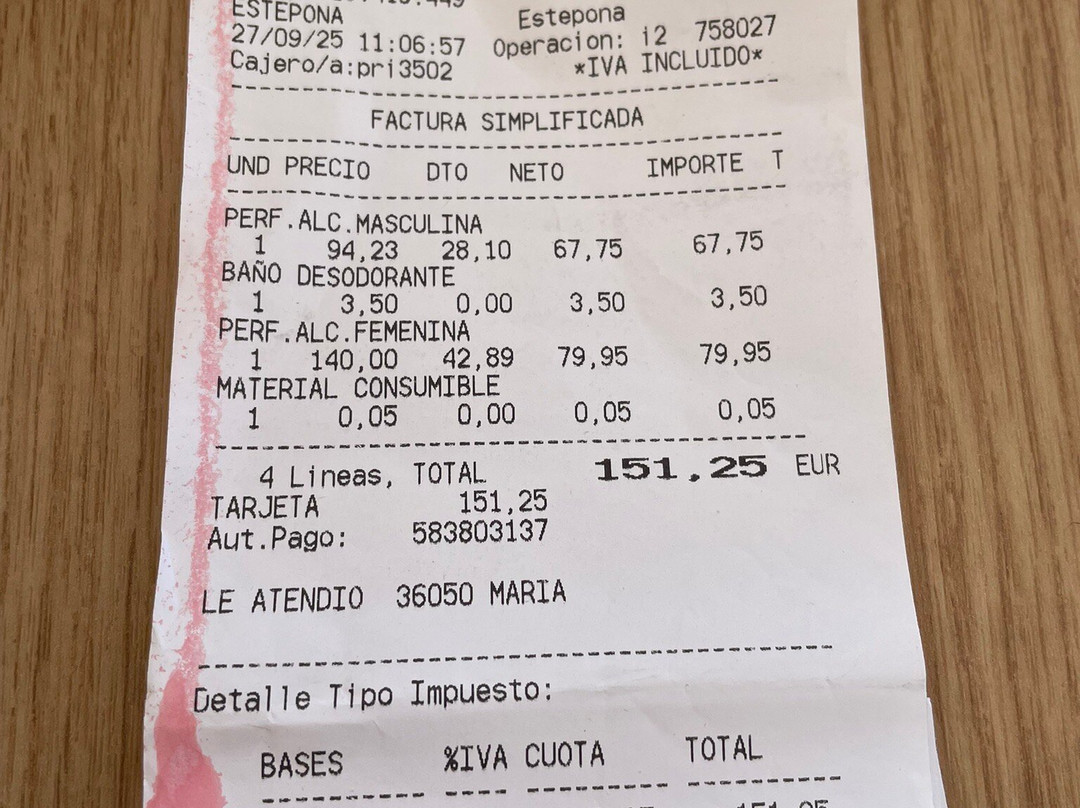 ESTEPONA Estepona
27/09/25 11:06:57 Operacion: i2 758027
Cajero/a:pri3502 *IVA INCLUIDO*
FACTURA SIMPLIFICADA
UND PRECIO DTO NETO IMPORTE T
PERF.ALC.MASCULINA
1 94,23 28,10 67,75 67,75
BAÑO DESODORANTE
1 3,50 0,00 3,50 3,50
PERF.ALC.FEMENINA
1 140,00 42,89 79,95 79,95
MATERIAL CONSUMIBLE
1 0,05 0,00 0,05 0,05
4 Lineas, TOTAL 151,25 EUR
TARJETA 151,25
Aut.Pago: 583803137
LE ATENDIO 36050 MARIA
Detalle Tipo Impuesto:
BASES %IVA CUOTA TOTAL